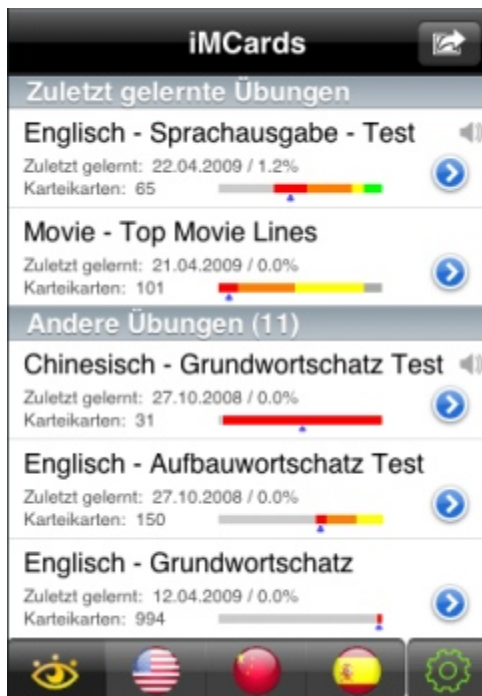 iMCards
Zuletzt gelernte Übungen
Englisch - Sprachausgabe - Test
Zuletzt gelernt: 22.04.2009 / 1.2%
Karteikarten: 65
Movie - Top Movie Lines
Zuletzt gelernt: 21.04.2009 / 0.0%
Karteikarten: 101
Andere Übungen (11)
Chinesisch - Grundwortschatz Test
Zuletzt gelernt: 27.10.2008 / 0.0%
Karteikarten: 31
Englisch - Aufbauwortschatz Test
Zuletzt gelernt: 27.10.2008 / 0.0%
Karteikarten: 150
Englisch - Grundwortschatz
Zuletzt gelernt: 12.04.2009 / 0.0%
Karteikarten: 994